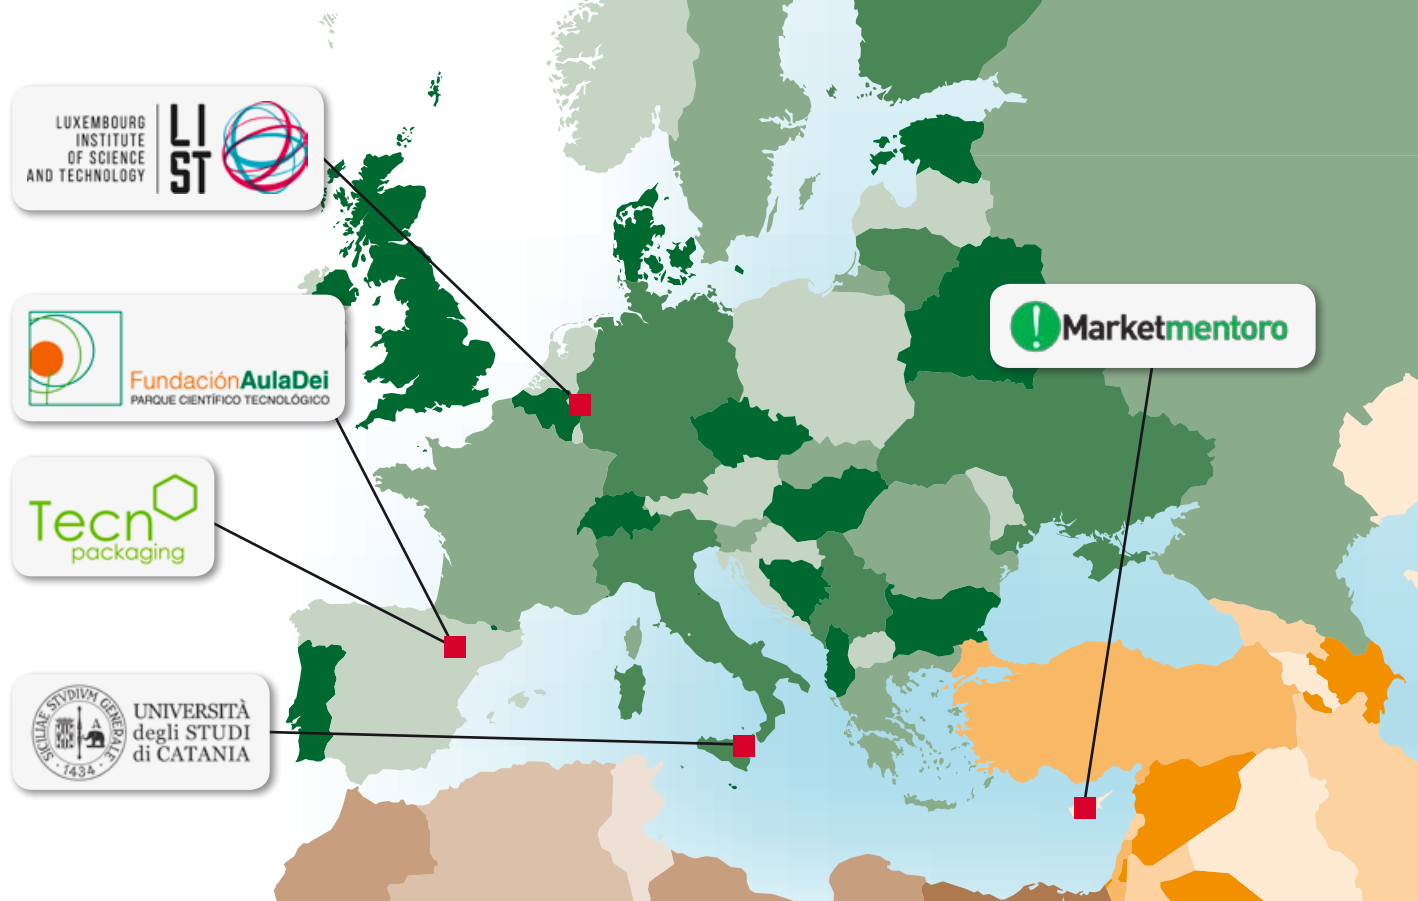 LUXEMBOURG
INSTITUTE
OF SCIENCE
AND TECHNOLOGY
LI
ST
FundaciónAulaDei
PARQUE CIENTÍFICO TECNOLÓGICO
Tecno
packaging
SICILIAE STVDIVM GENERALE
· 1434 ·
UNIVERSITÀ
degli STUDI
di CATANIA
! Marketmentoro